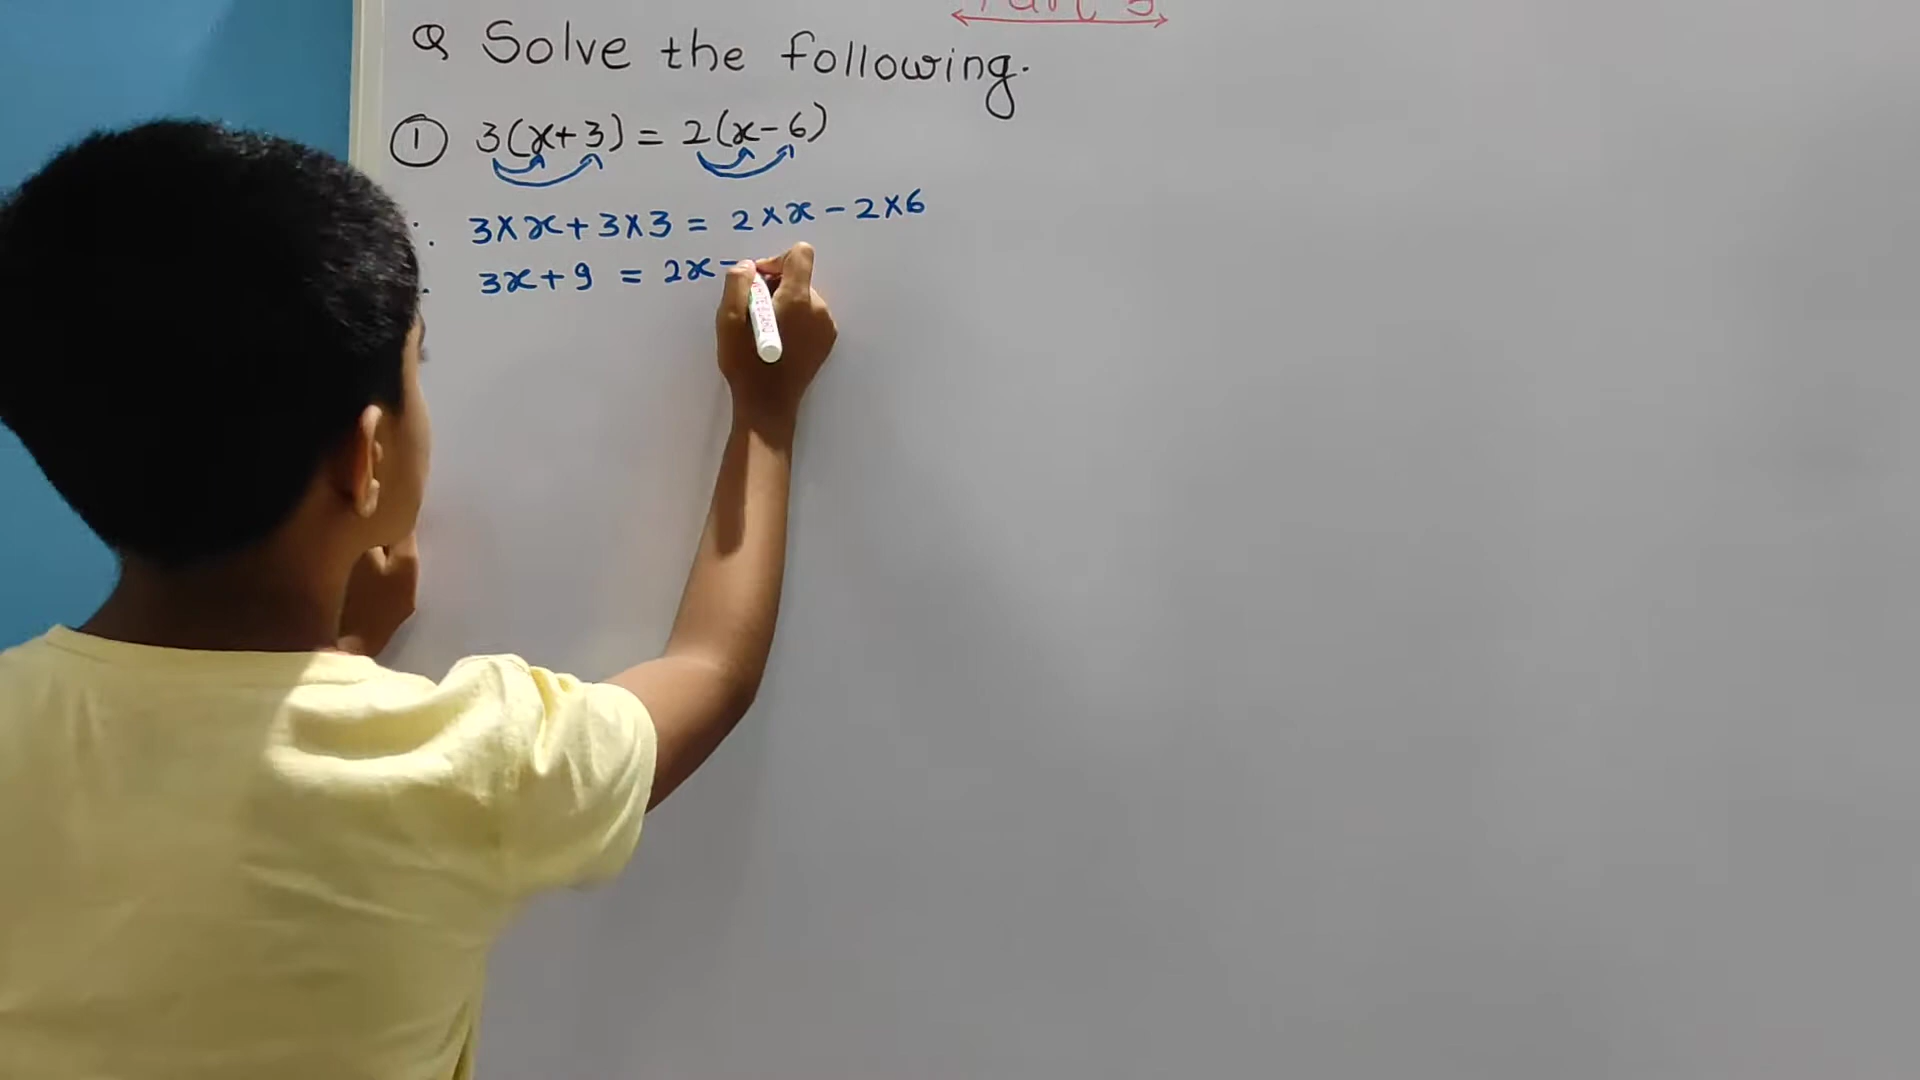 Q Solve the following.
① 3(x+3) = 2(x-6)
∴ 3×x+3×3 = 2×x-2×6
3x+9 = 2x-